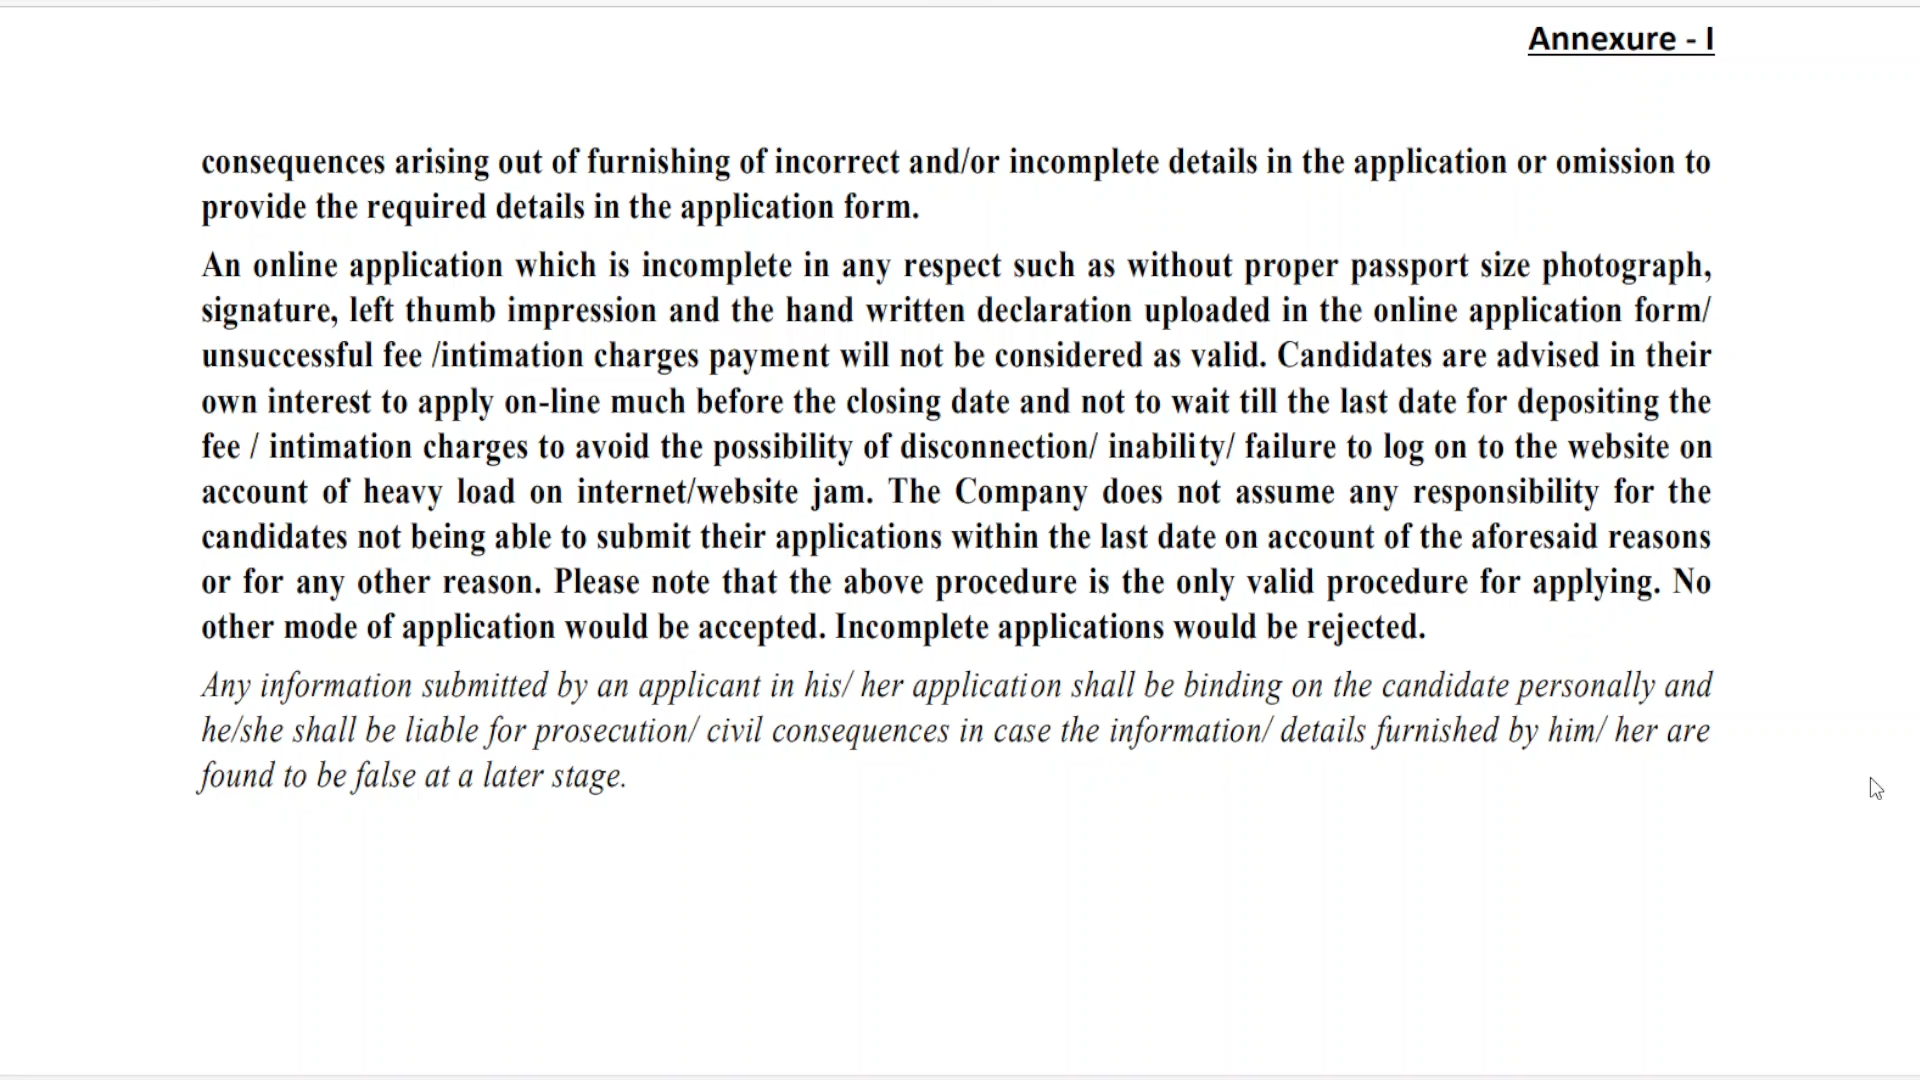 Annexure - I
consequences arising out of furnishing of incorrect and/or incomplete details in the application or omission to
provide the required details in the application form.
An online application which is incomplete in any respect such as without proper passport size photograph,
signature, left thumb impression and the hand written declaration uploaded in the online application form/
unsuccessful fee /intimation charges payment will not be considered as valid. Candidates are advised in their
own interest to apply on-line much before the closing date and not to wait till the last date for depositing the
fee / intimation charges to avoid the possibility of disconnection/ inability/ failure to log on to the website on
account of heavy load on internet/website jam. The Company does not assume any responsibility for the
candidates not being able to submit their applications within the last date on account of the aforesaid reasons
or for any other reason. Please note that the above procedure is the only valid procedure for applying. No
other mode of application would be accepted. Incomplete applications would be rejected.
Any information submitted by an applicant in his/ her application shall be binding on the candidate personally and
he/she shall be liable for prosecution/ civil consequences in case the information/ details furnished by him/ her are
found to be false at a later stage.